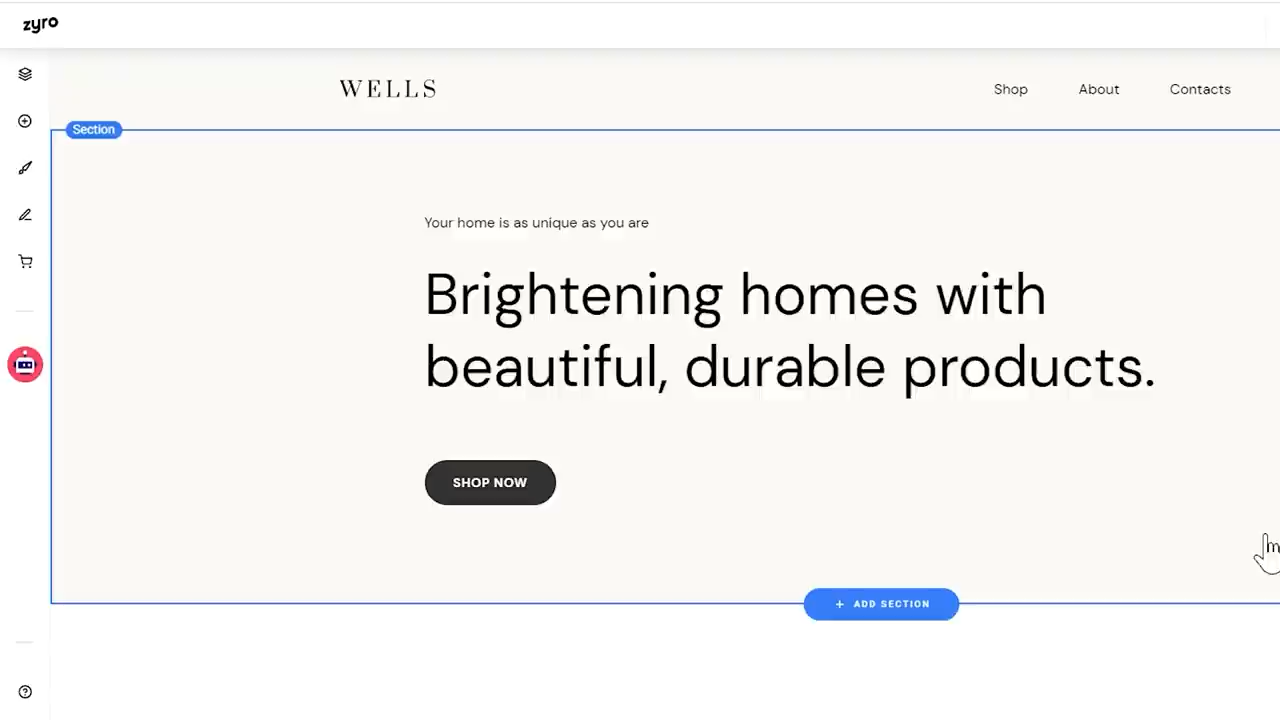 zyro
WELLS
Shop
About
Contacts
Section
Your home is as unique as you are
Brightening homes with
beautiful, durable products.
SHOP NOW
+ ADD SECTION